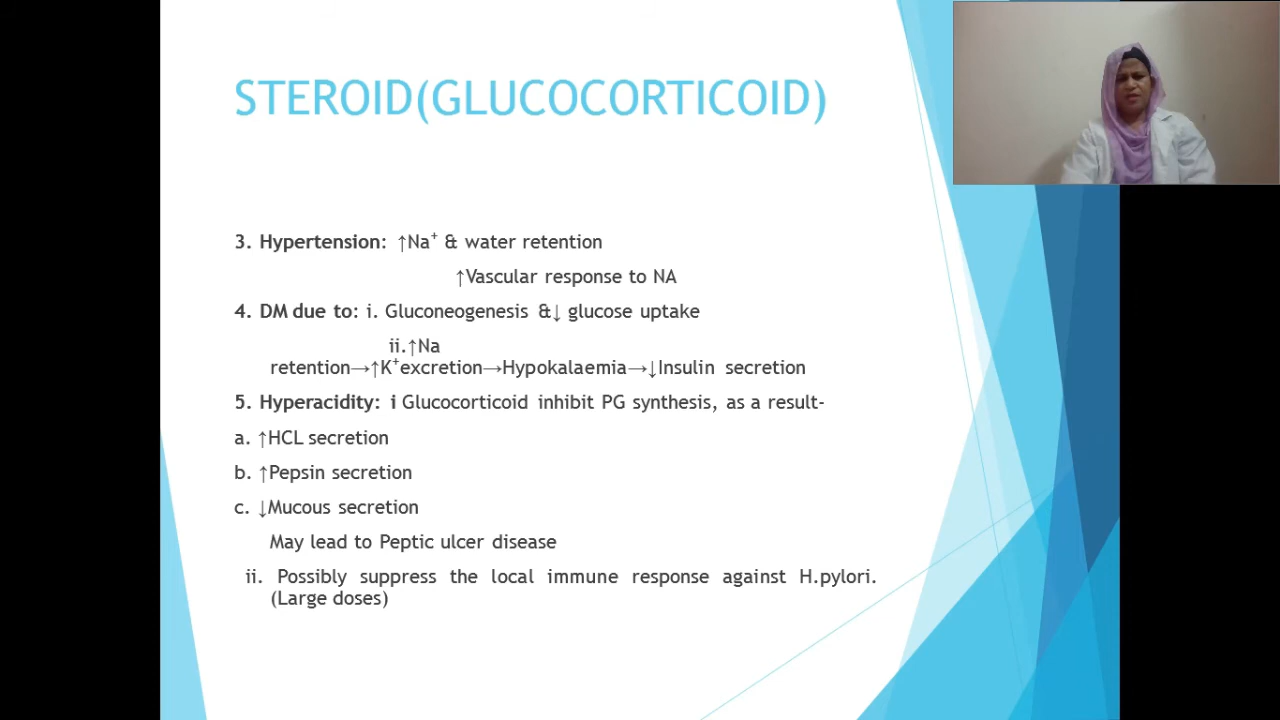 STEROID(GLUCOCORTICOID)
3. Hypertension: ↑Na⁺ & water retention
↑Vascular response to NA
4. DM due to: i. Gluconeogenesis &↓ glucose uptake
ii.↑Na
retention→↑K⁺excretion→Hypokalaemia→↓Insulin secretion
5. Hyperacidity: i Glucocorticoid inhibit PG synthesis, as a result-
a. ↑HCL secretion
b. ↑Pepsin secretion
c. ↓Mucous secretion
May lead to Peptic ulcer disease
ii. Possibly suppress the local immune response against H.pylori.
(Large doses)